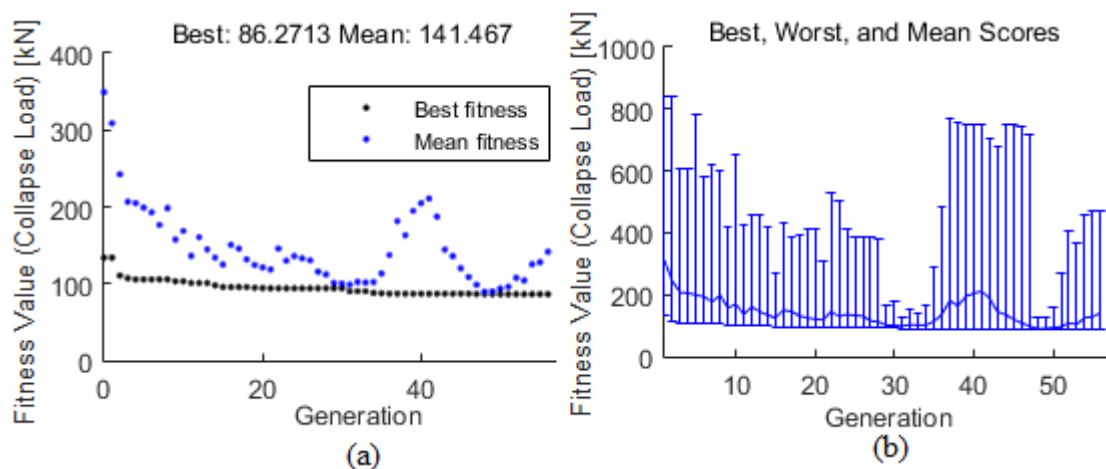 Best: 86.2713 Mean: 141.467
Fitness Value (Collapse Load) [kN]
400
300
200
100
0
Best fitness
Mean fitness
0 20 40
Generation
(a)
Best, Worst, and Mean Scores
Fitness Value (Collapse Load) [kN]
1000
800
600
400
200
0
10 20 30 40 50
Generation
(b)